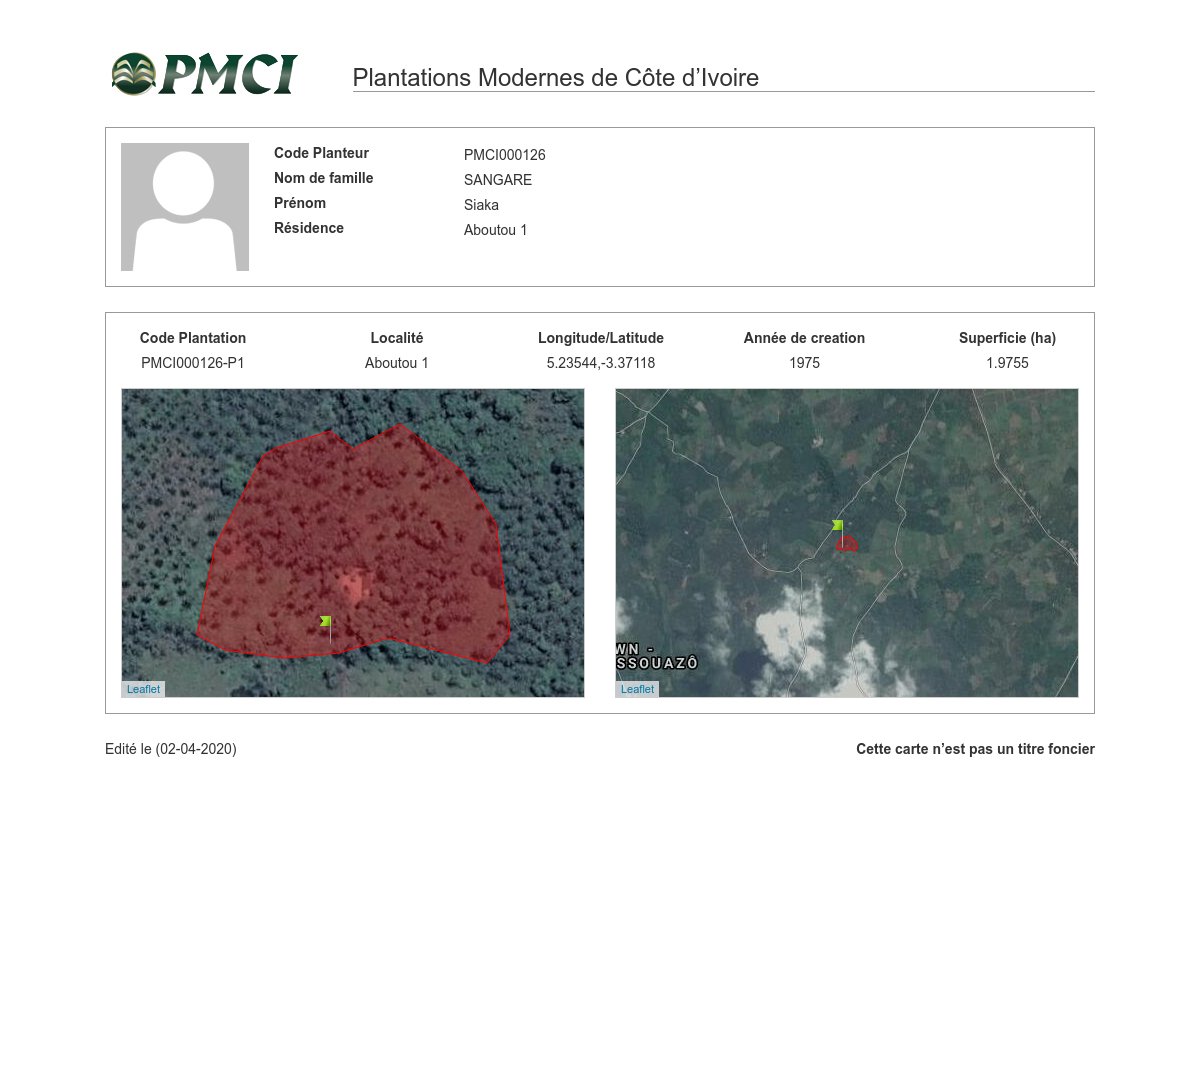 PMCI
Plantations Modernes de Côte d’Ivoire
Code Planteur PMCI000126
Nom de famille SANGARE
Prénom Siaka
Résidence Aboutou 1
Code Plantation Localité Longitude/Latitude Année de creation Superficie (ha)
PMCI000126-P1 Aboutou 1 5.23544,-3.37118 1975 1.9755
WN -
SSOUAZÔ
Leaflet Leaflet
Edité le (02-04-2020) Cette carte n’est pas un titre foncier